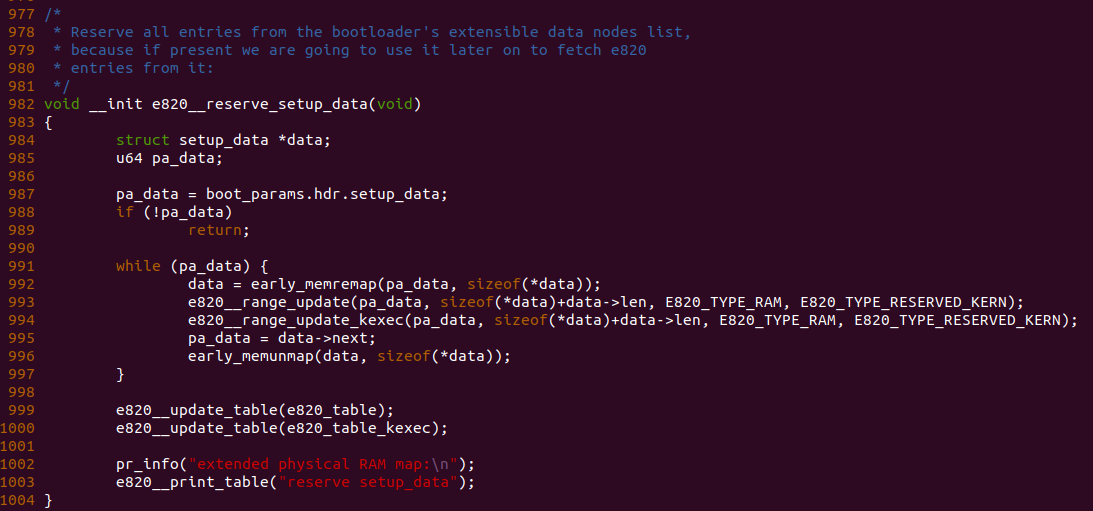 977 /*
978  * Reserve all entries from the bootloader's extensible data nodes list,
979  * because if present we are going to use it later on to fetch e820
980  * entries from it:
981  */
982 void __init e820__reserve_setup_data(void)
983 {
984         struct setup_data *data;
985         u64 pa_data;
986
987         pa_data = boot_params.hdr.setup_data;
988         if (!pa_data)
989                 return;
990
991         while (pa_data) {
992                 data = early_memremap(pa_data, sizeof(*data));
993                 e820__range_update(pa_data, sizeof(*data)+data->len, E820_TYPE_RAM, E820_TYPE_RESERVED_KERN);
994                 e820__range_update_kexec(pa_data, sizeof(*data)+data->len, E820_TYPE_RAM, E820_TYPE_RESERVED_KERN);
995                 pa_data = data->next;
996                 early_memunmap(data, sizeof(*data));
997         }
998
999         e820__update_table(e820_table);
1000         e820__update_table(e820_table_kexec);
1001
1002         pr_info("extended physical RAM map:\n");
1003         e820__print_table("reserve setup_data");
1004 }